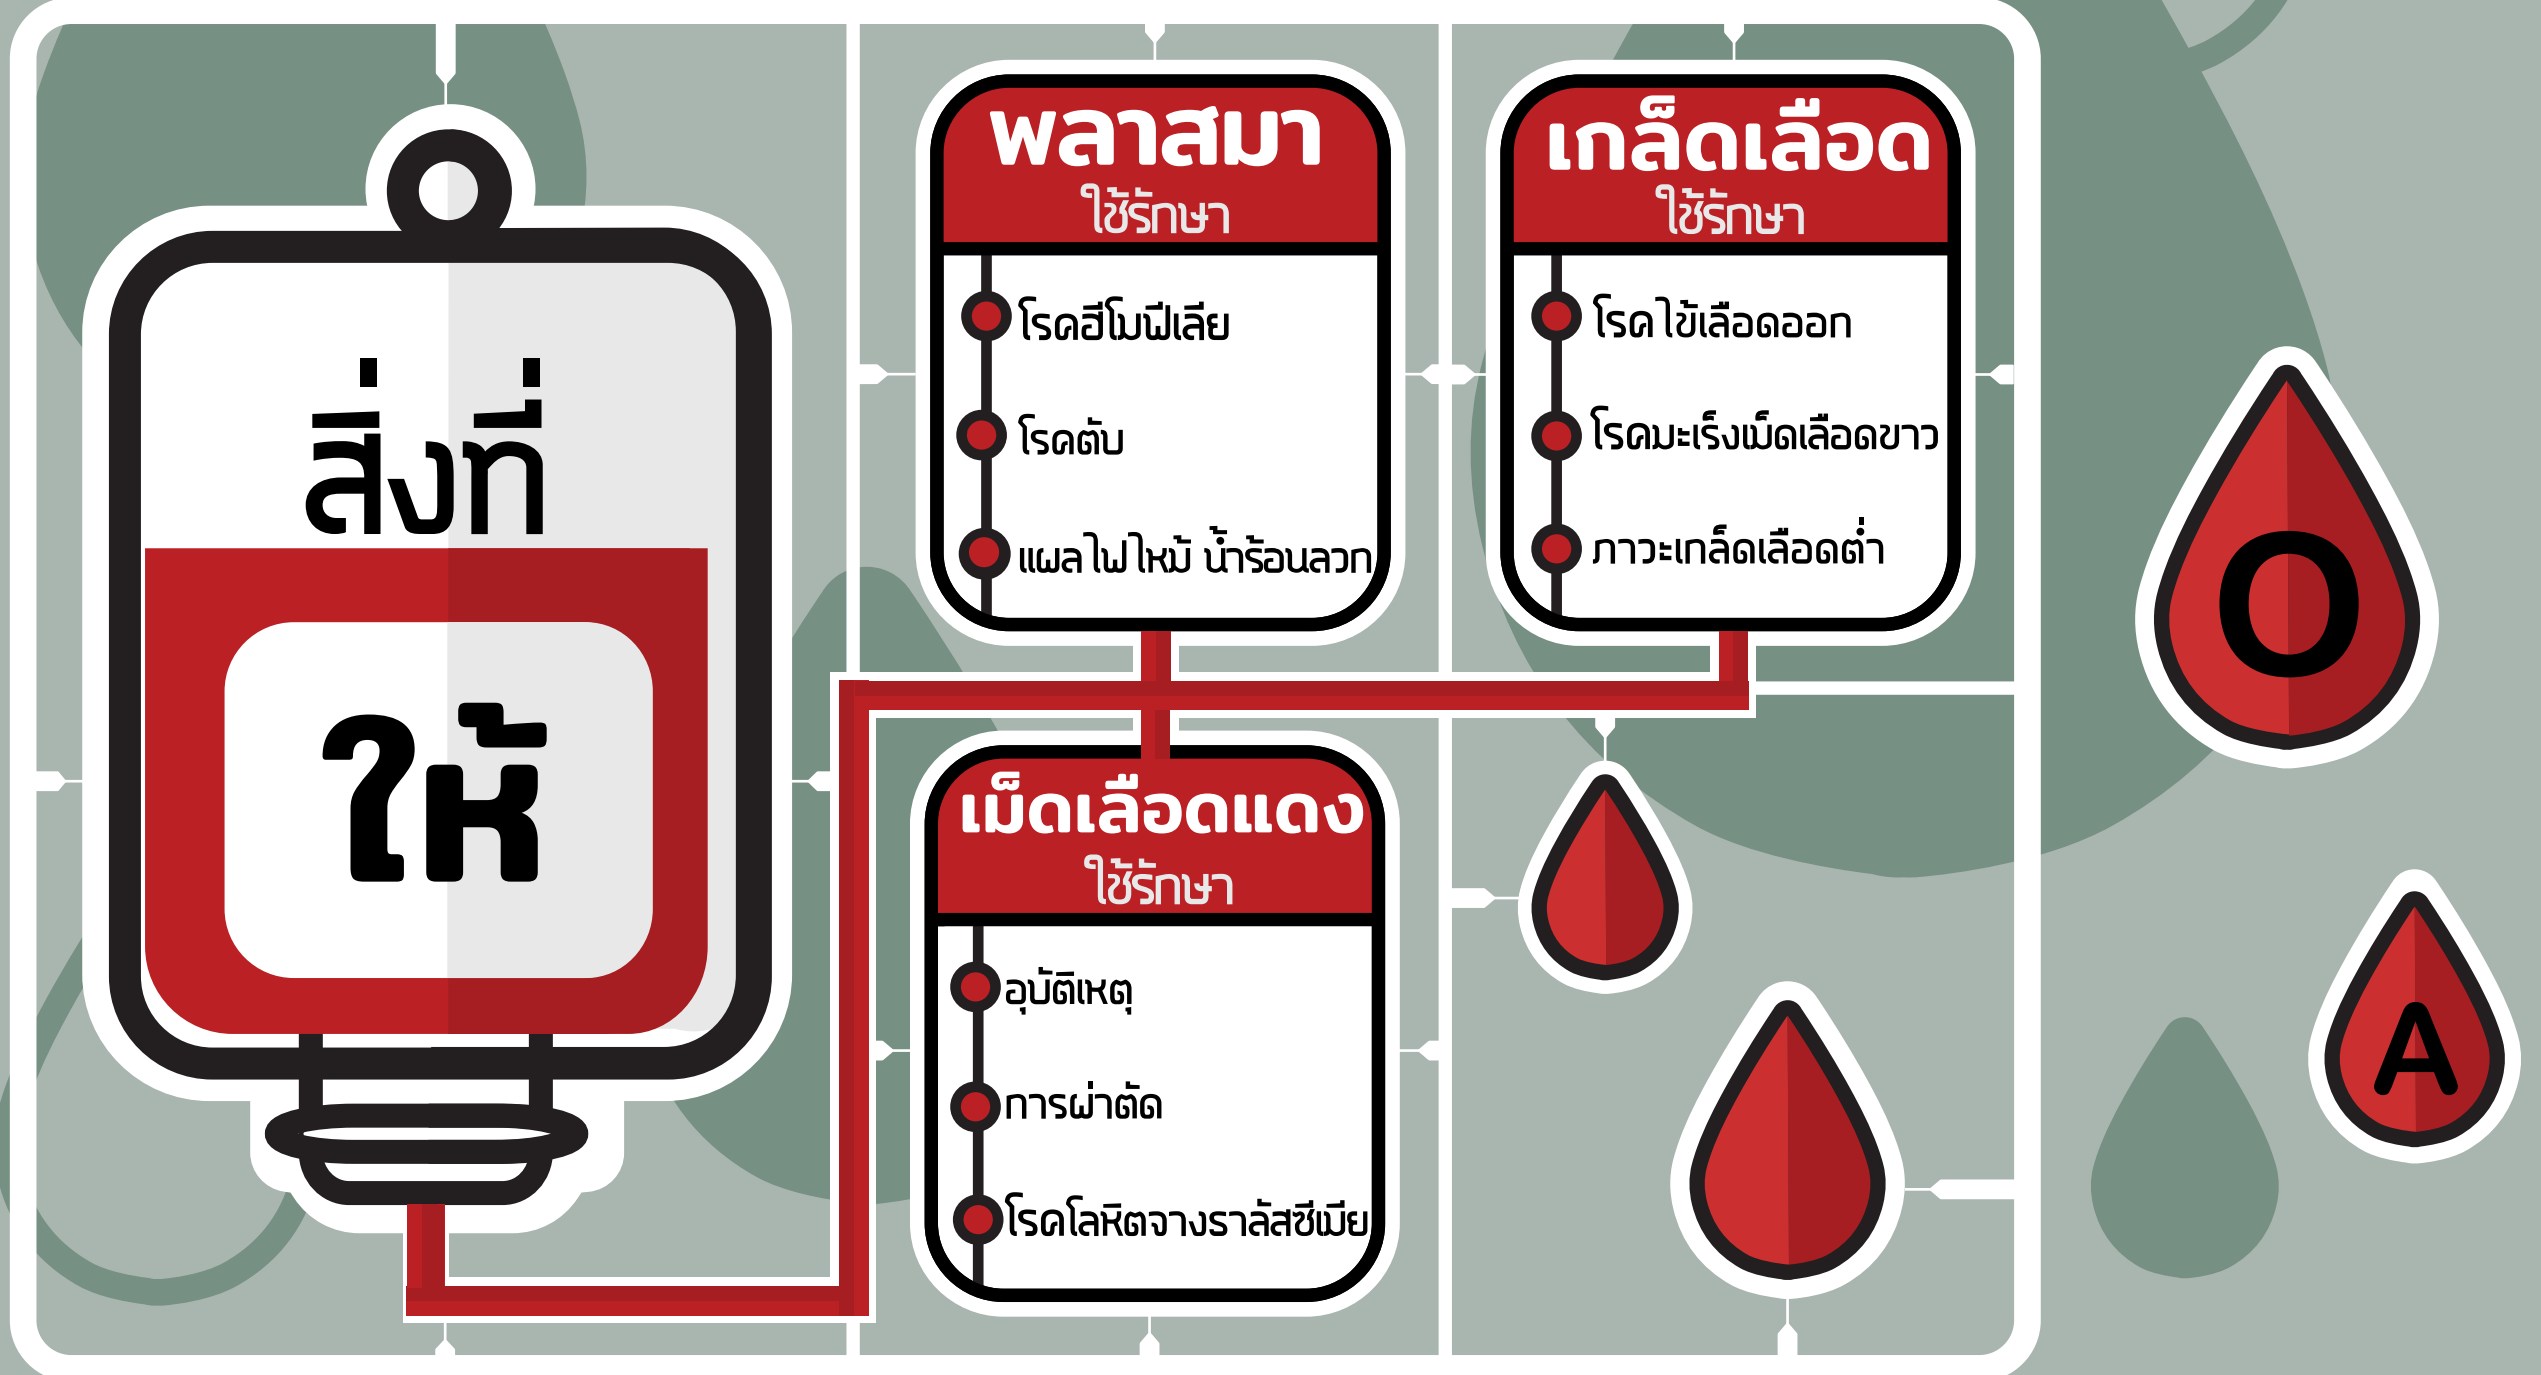 สิ่งที่
ให้
พลาสมา
ใช้รักษา
โรคฮีโมฟีเลีย
โรคตับ
แผลไฟไหม้ น้ำร้อนลวก
เกล็ดเลือด
ใช้รักษา
โรคไข้เลือดออก
โรคมะเร็งเม็ดเลือดขาว
ภาวะเกล็ดเลือดต่ำ
เม็ดเลือดแดง
ใช้รักษา
อุบัติเหตุ
การผ่าตัด
โรคโลหิตจางธาลัสซีเมีย
O
A